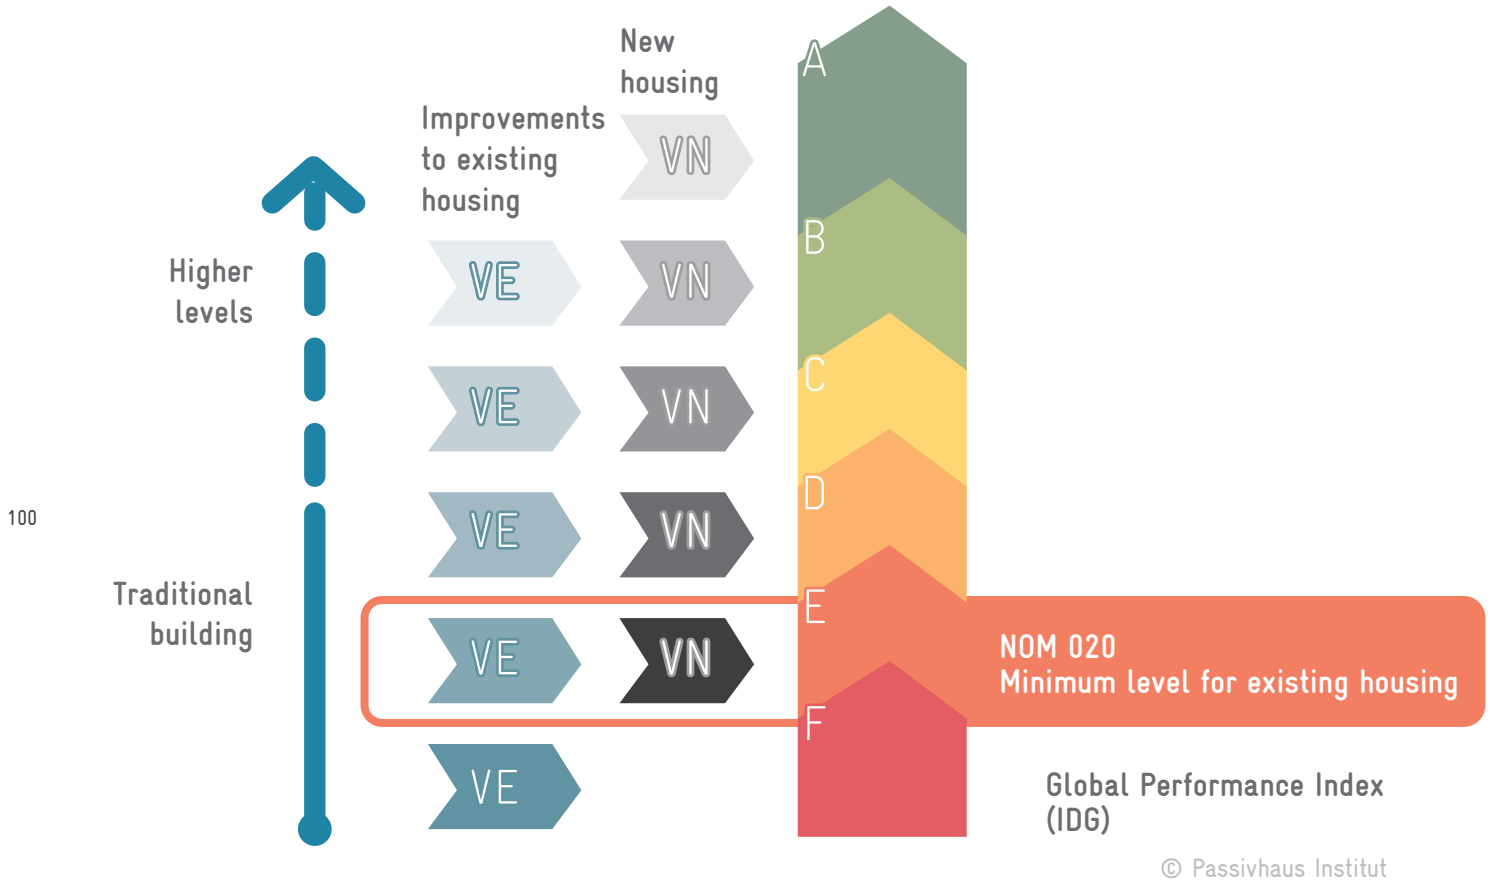 New
housing
A
Improvements
to existing
housing
VN
B
Higher
levels
VE
VN
C
VE
VN
D
100
VE
VN
Traditional
building
E
VE
VN
NOM 020
Minimum level for existing housing
F
VE
Global Performance Index
(IDG)
© Passivhaus Institut